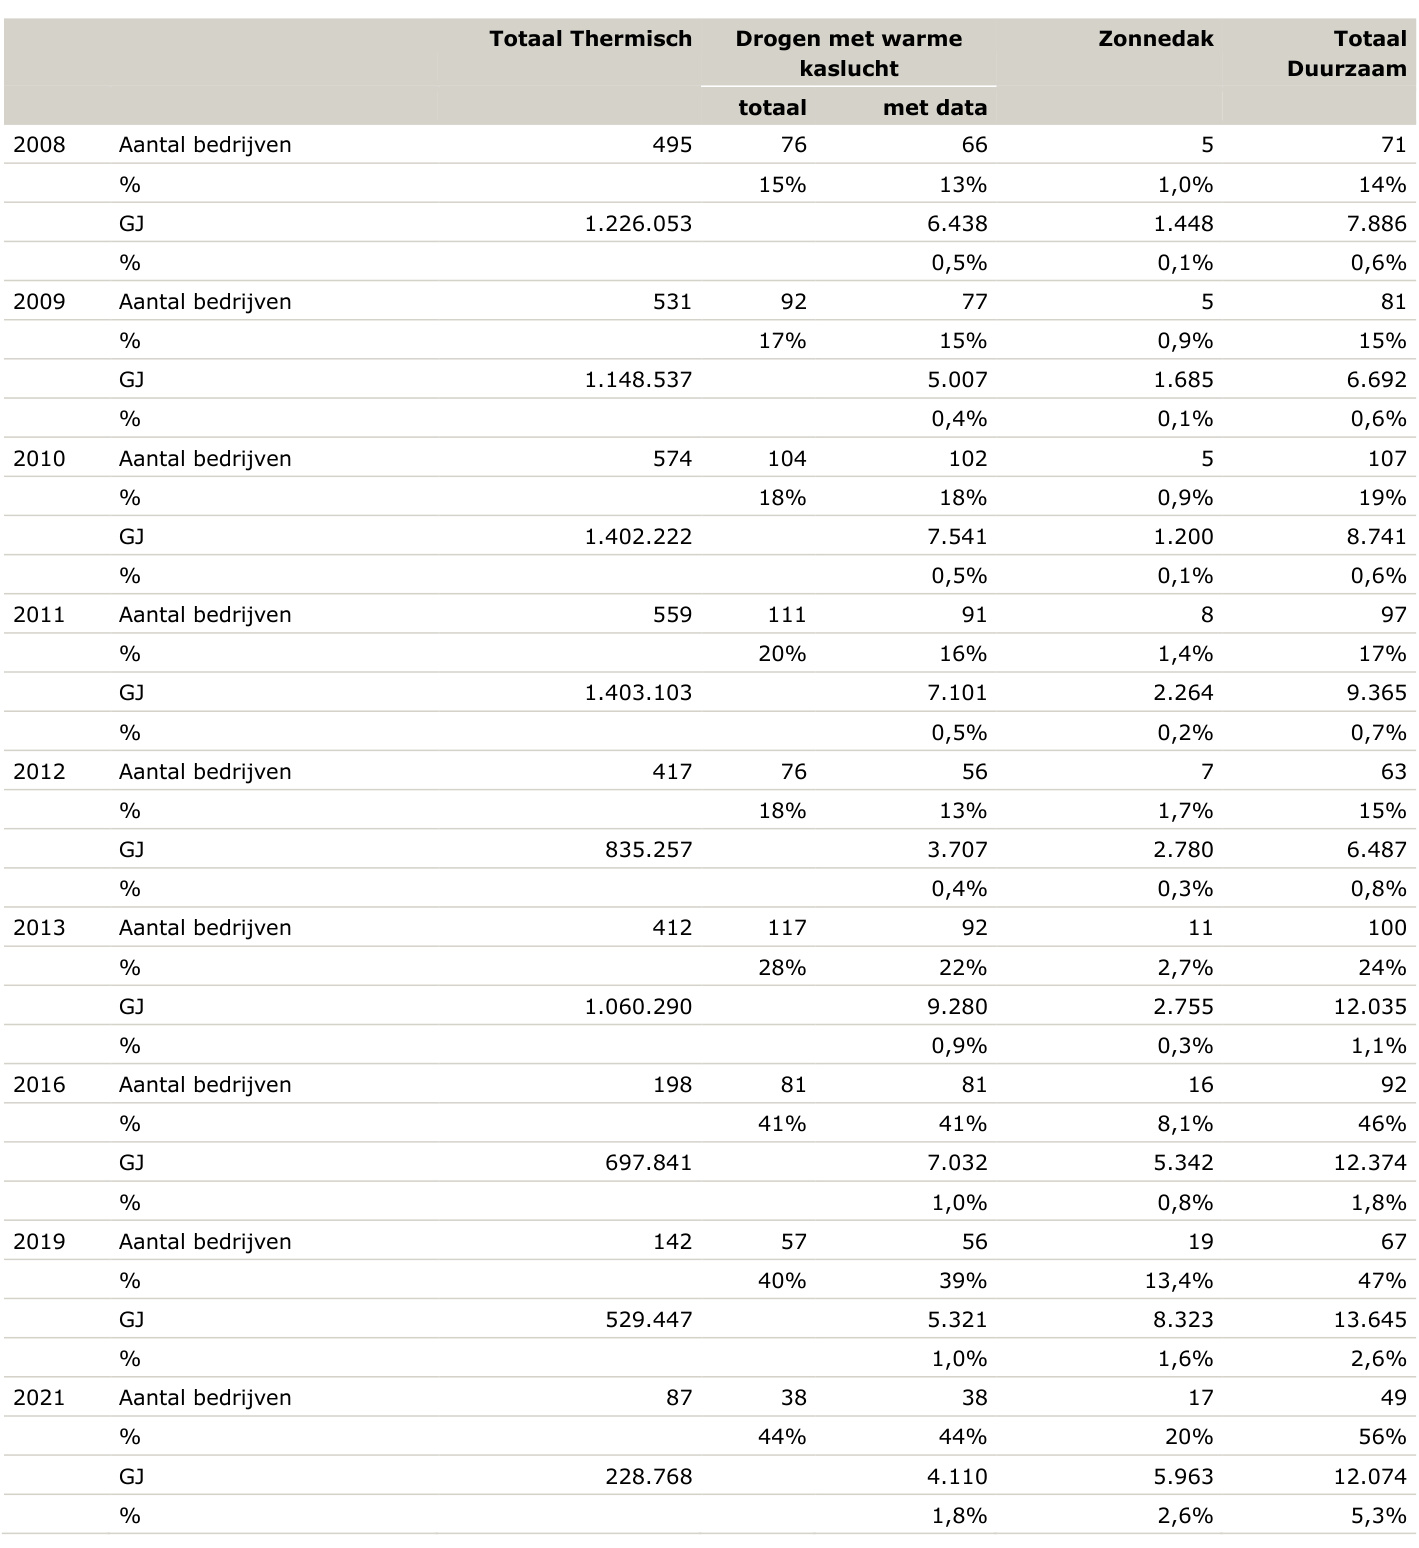 Totaal Thermisch Drogen met warme Zonnedak Totaal
kaslucht Duurzaam
totaal met data
2008 Aantal bedrijven 495 76 66 5 71
% 15% 13% 1,0% 14%
GJ 1.226.053 6.438 1.448 7.886
% 0,5% 0,1% 0,6%
2009 Aantal bedrijven 531 92 77 5 81
% 17% 15% 0,9% 15%
GJ 1.148.537 5.007 1.685 6.692
% 0,4% 0,1% 0,6%
2010 Aantal bedrijven 574 104 102 5 107
% 18% 18% 0,9% 19%
GJ 1.402.222 7.541 1.200 8.741
% 0,5% 0,1% 0,6%
2011 Aantal bedrijven 559 111 91 8 97
% 20% 16% 1,4% 17%
GJ 1.403.103 7.101 2.264 9.365
% 0,5% 0,2% 0,7%
2012 Aantal bedrijven 417 76 56 7 63
% 18% 13% 1,7% 15%
GJ 835.257 3.707 2.780 6.487
% 0,4% 0,3% 0,8%
2013 Aantal bedrijven 412 117 92 11 100
% 28% 22% 2,7% 24%
GJ 1.060.290 9.280 2.755 12.035
% 0,9% 0,3% 1,1%
2016 Aantal bedrijven 198 81 81 16 92
% 41% 41% 8,1% 46%
GJ 697.841 7.032 5.342 12.374
% 1,0% 0,8% 1,8%
2019 Aantal bedrijven 142 57 56 19 67
% 40% 39% 13,4% 47%
GJ 529.447 5.321 8.323 13.645
% 1,0% 1,6% 2,6%
2021 Aantal bedrijven 87 38 38 17 49
% 44% 44% 20% 56%
GJ 228.768 4.110 5.963 12.074
% 1,8% 2,6% 5,3%